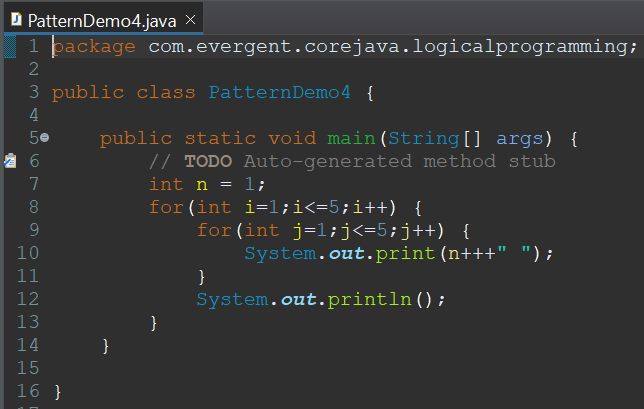 PatternDemo4.java
1 package com.evergent.corejava.logicalprogramming;
2
3 public class PatternDemo4 {
4
5 public static void main(String[] args) {
6 // TODO Auto-generated method stub
7 int n = 1;
8 for(int i=1;i<=5;i++) {
9 for(int j=1;j<=5;j++) {
10 System.out.print(n+++" ");
11 }
12 System.out.println();
13 }
14 }
15
16 }